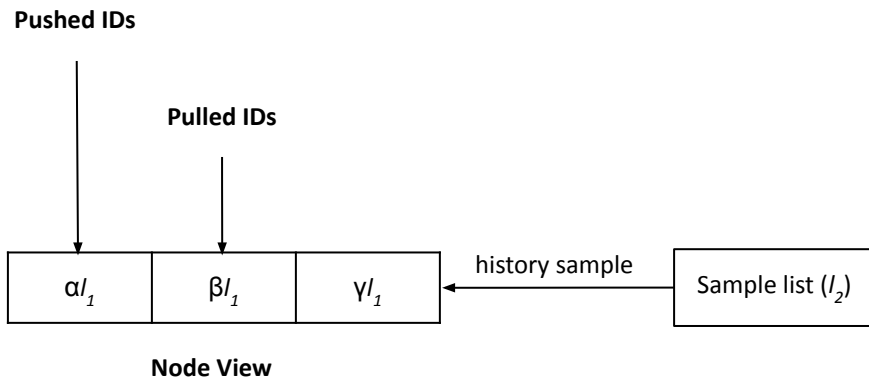 Pushed IDs
Pulled IDs
αl₁
βl₁
γl₁
history sample
Sample list (l₂)
Node View